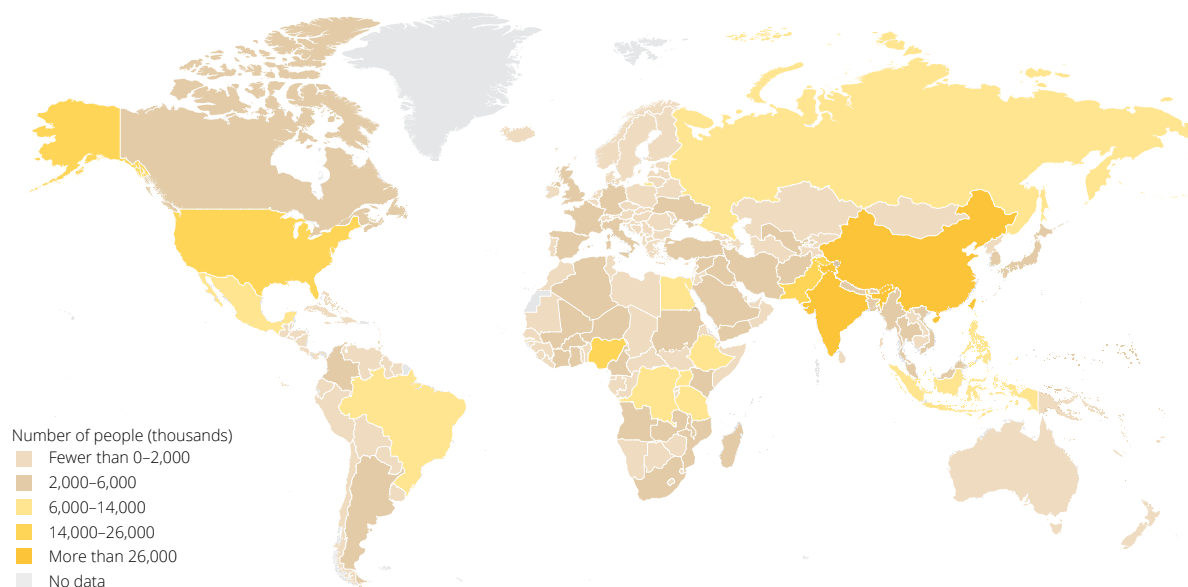 Number of people (thousands)
Fewer than 0–2,000
2,000–6,000
6,000–14,000
14,000–26,000
More than 26,000
No data